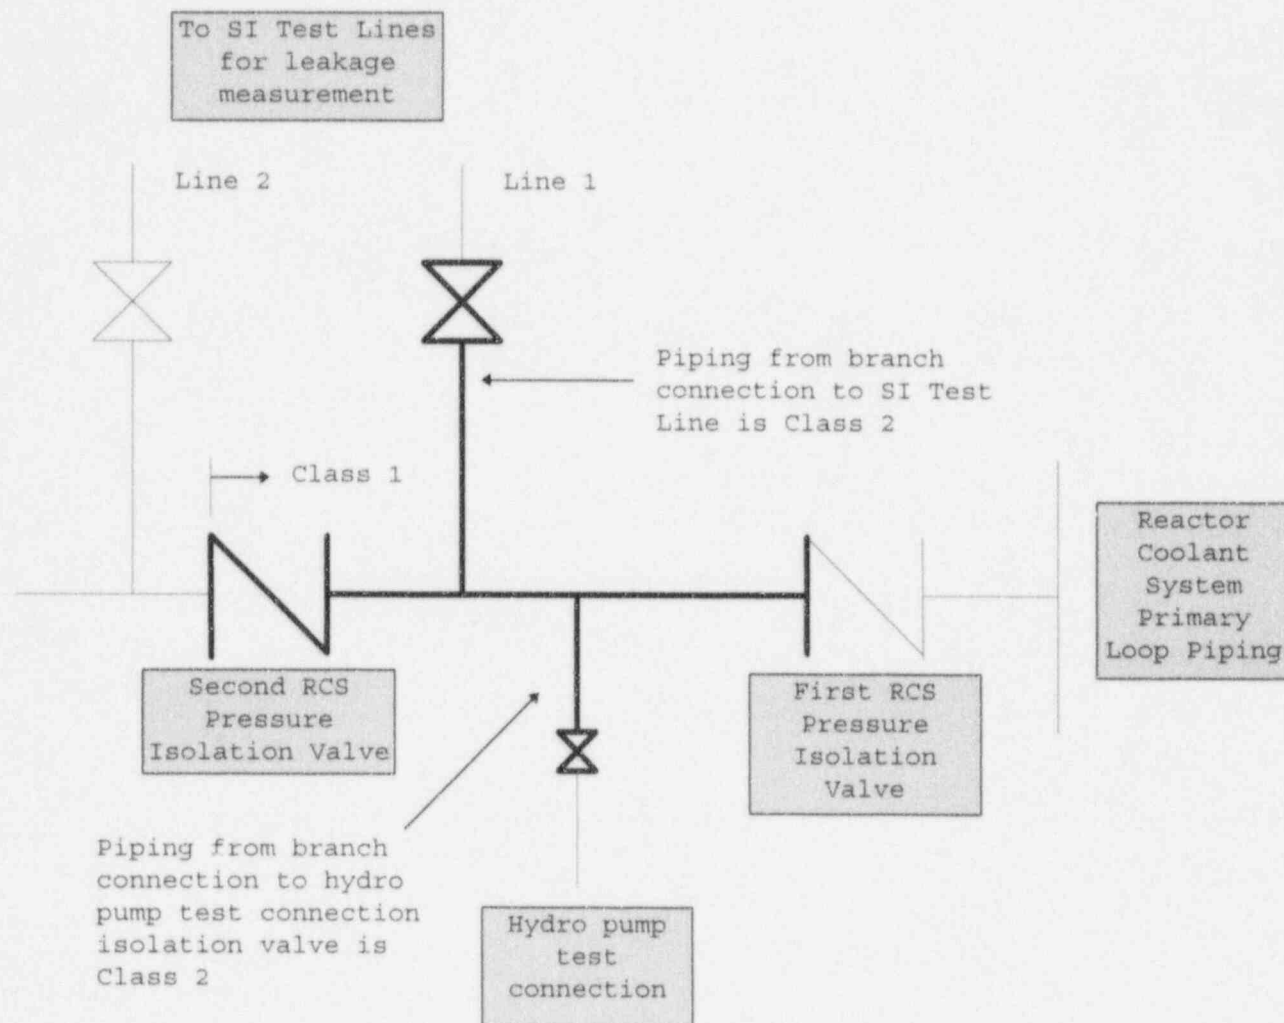 To SI Test Lines
for leakage
measurement
Line 2
Line 1
Piping from branch
connection to SI Test
Line is Class 2
Class 1
Reactor
Coolant
System
Primary
Loop Piping
Second RCS
Pressure
Isolation Valve
First RCS
Pressure
Isolation
Valve
Piping from branch
connection to hydro
pump test connection
isolation valve is
Class 2
Hydro pump
test
connection